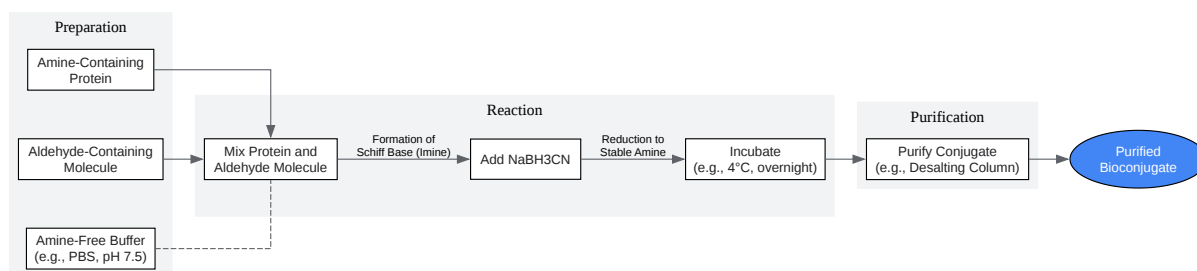 Preparation
Amine-Containing
Protein
Aldehyde-Containing
Molecule
Amine-Free Buffer
(e.g., PBS, pH 7.5)
Reaction
Mix Protein and
Aldehyde Molecule
Formation of
Schiff Base (Imine)
Add NaBH3CN
Reduction to
Stable Amine
Incubate
(e.g., 4°C, overnight)
Purification
Purify Conjugate
(e.g., Desalting Column)
Purified
Bioconjugate